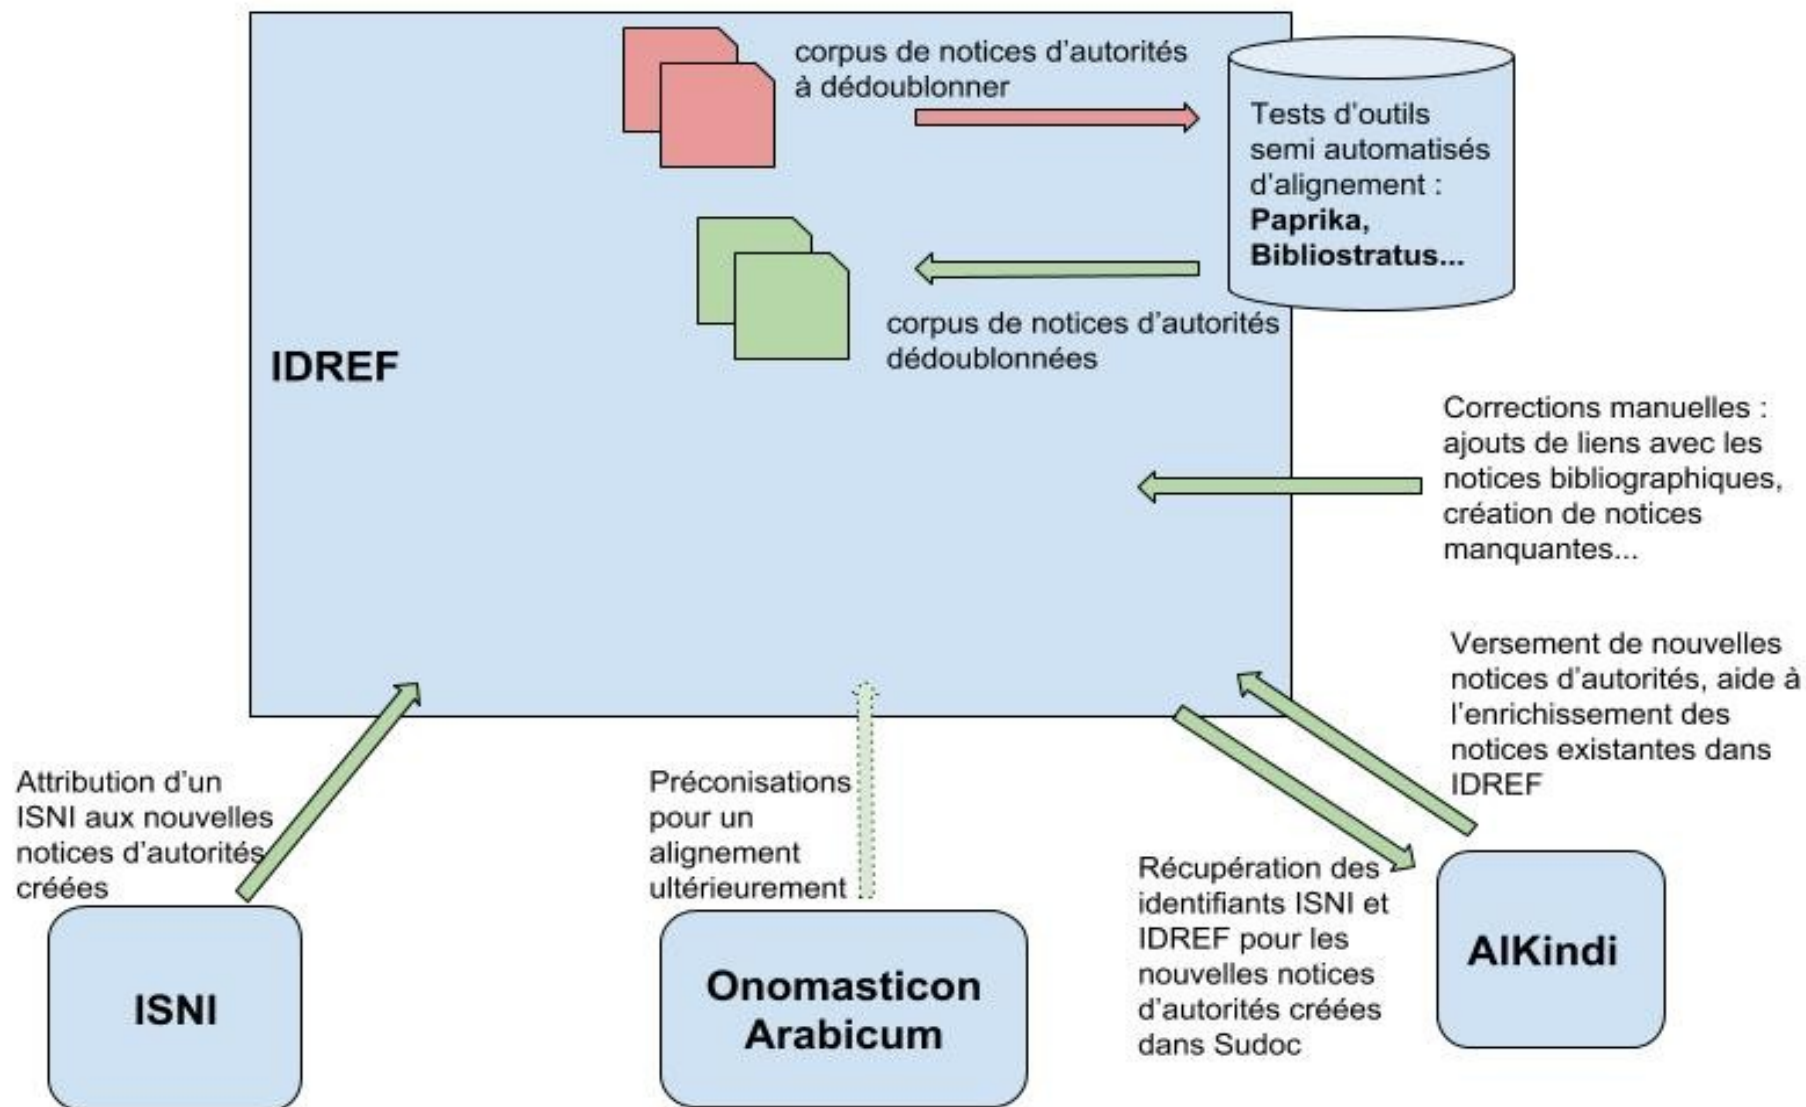 corpus de notices d'autorités
à dédoublonner
Tests d'outils
semi automatisés
d'alignement :
Paprika,
Bibliostratus...
corpus de notices d'autorités
dédoublonnées
IDREF
Corrections manuelles :
ajouts de liens avec les
notices bibliographiques,
création de notices
manquantes...
Versement de nouvelles
notices d'autorités, aide à
l'enrichissement des
notices existantes dans
IDREF
Attribution d'un
ISNI aux nouvelles
notices d'autorités
créées
Préconisations
pour un
alignement
ultérieurement
Récupération des
identifiants ISNI et
IDREF pour les
nouvelles notices
d'autorités créées
dans Sudoc
ISNI
Onomasticon
Arabicum
AlKindi